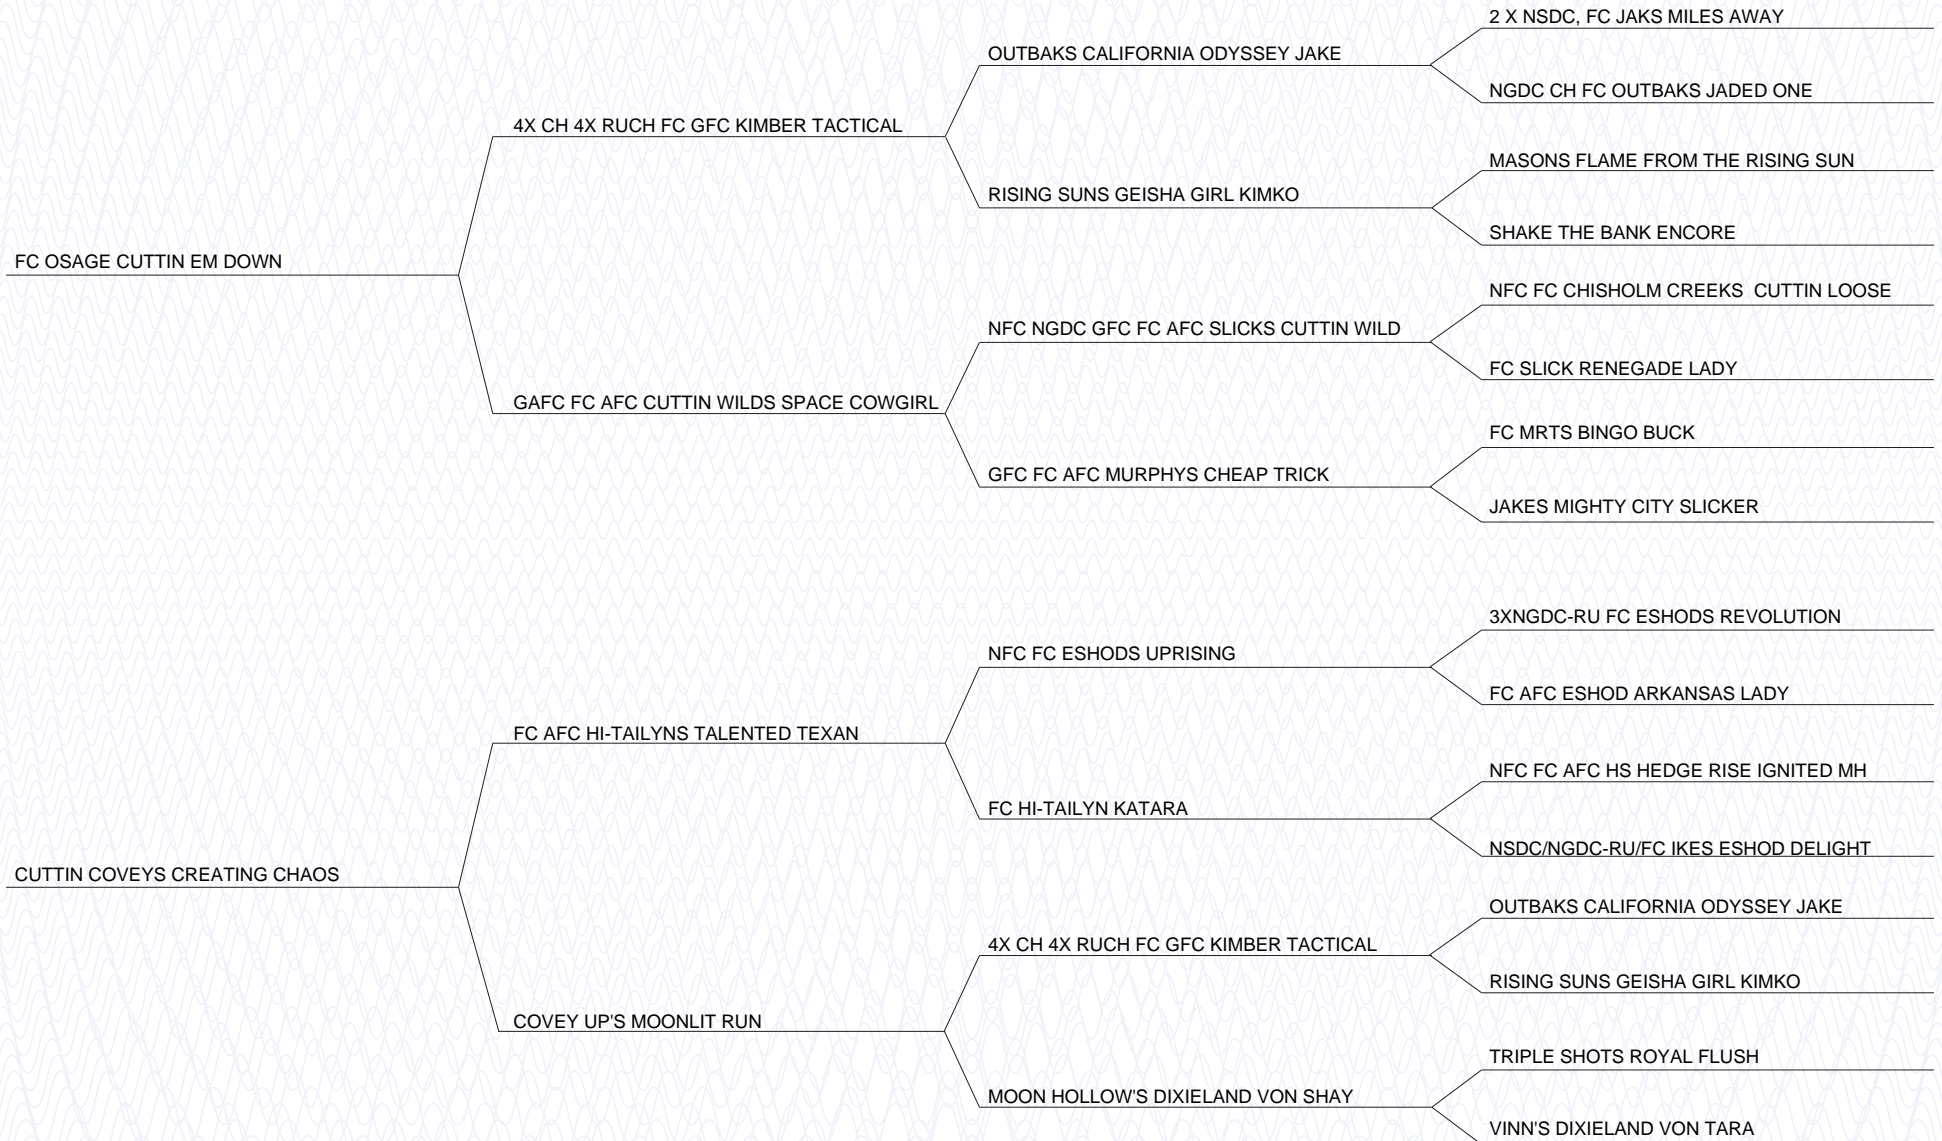 2 X NSDC, FC JAKS MILES AWAY
OUTBAKS CALIFORNIA ODYSSEY JAKE
NGDC CH FC OUTBAKS JADED ONE
4X CH 4X RUCH FC GFC KIMBER TACTICAL
MASONS FLAME FROM THE RISING SUN
RISING SUNS GEISHA GIRL KIMKO
SHAKE THE BANK ENCORE
FC OSAGE CUTTIN EM DOWN
NFC FC CHISHOLM CREEKS  CUTTIN LOOSE
NFC NGDC GFC FC AFC SLICKS CUTTIN WILD
FC SLICK RENEGADE LADY
GAFC FC AFC CUTTIN WILDS SPACE COWGIRL
FC MRTS BINGO BUCK
GFC FC AFC MURPHYS CHEAP TRICK
JAKES MIGHTY CITY SLICKER
3XNGDC-RU FC ESHODS REVOLUTION
NFC FC ESHODS UPRISING
FC AFC ESHOD ARKANSAS LADY
FC AFC HI-TAILYNS TALENTED TEXAN
NFC FC AFC HS HEDGE RISE IGNITED MH
FC HI-TAILYN KATARA
NSDC/NGDC-RU/FC IKES ESHOD DELIGHT
CUTTIN COVEYS CREATING CHAOS
OUTBAKS CALIFORNIA ODYSSEY JAKE
4X CH 4X RUCH FC GFC KIMBER TACTICAL
RISING SUNS GEISHA GIRL KIMKO
COVEY UP'S MOONLIT RUN
TRIPLE SHOTS ROYAL FLUSH
MOON HOLLOW'S DIXIELAND VON SHAY
VINN'S DIXIELAND VON TARA